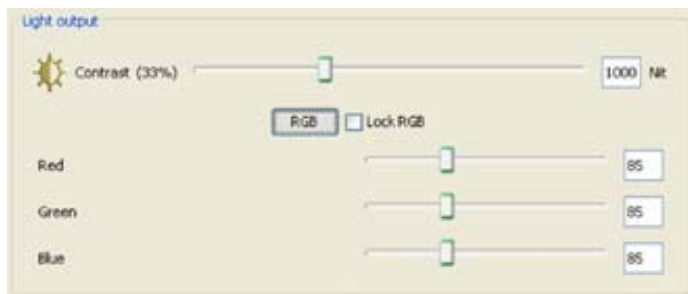 Light output
Contrast (33%) 1000 Nit
RGB Lock RGB
Red 85
Green 85
Blue 85